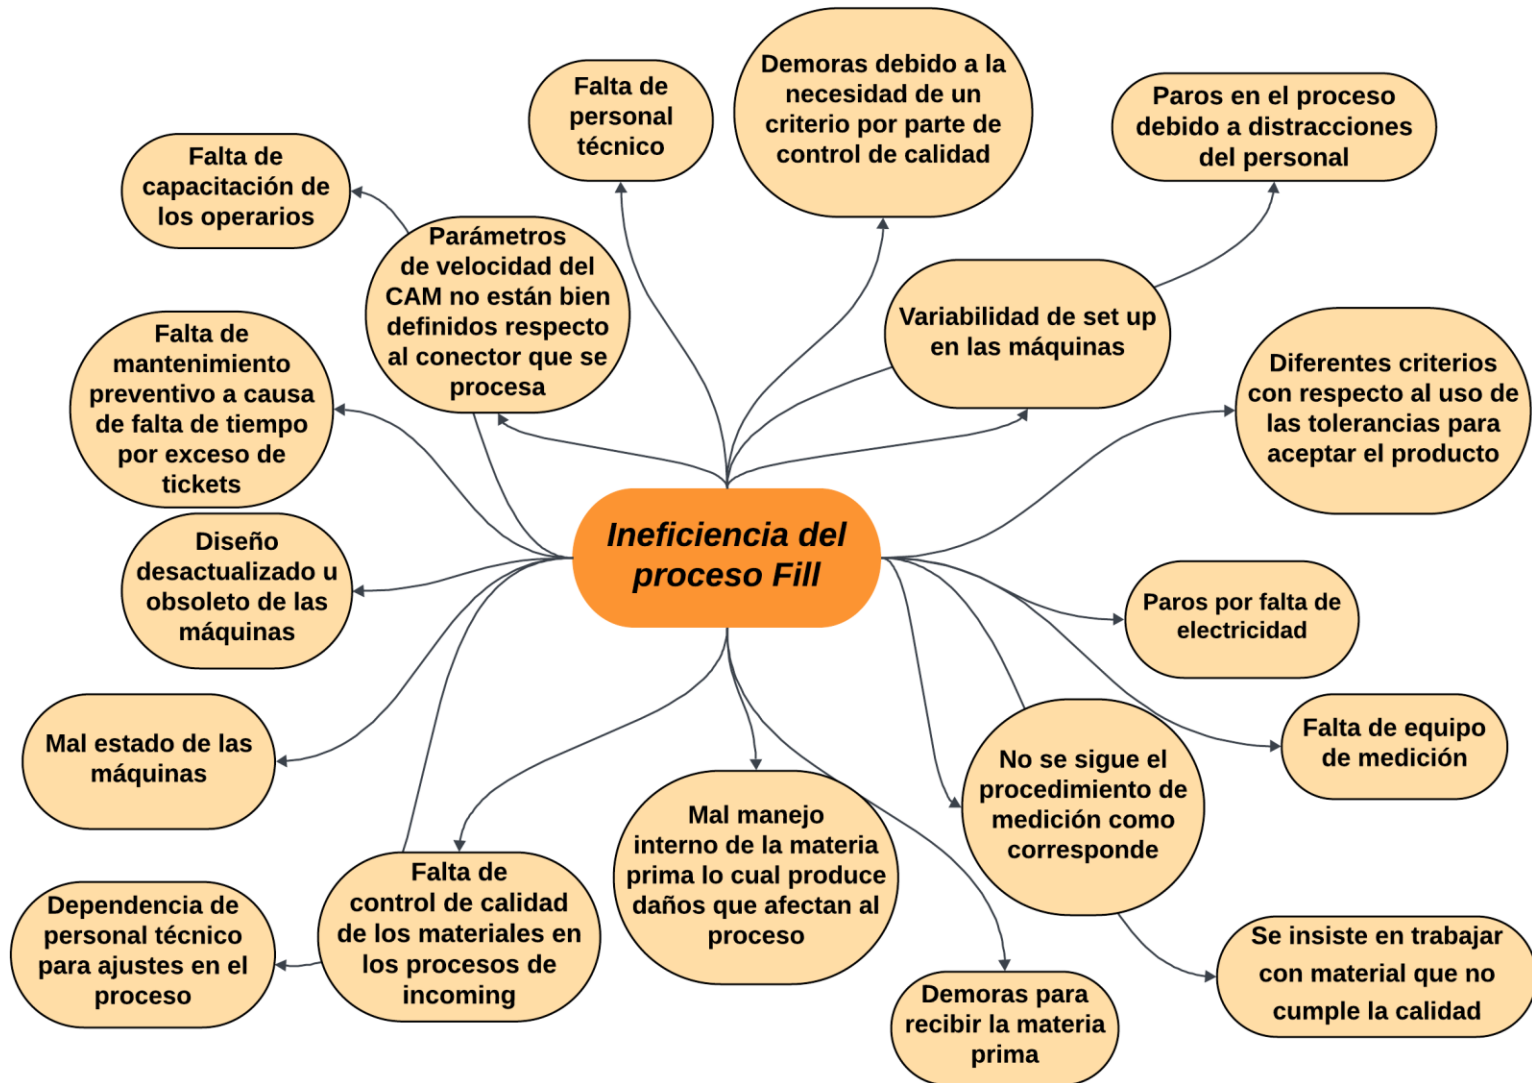 Demoras debido a la
necesidad de un
criterio por parte de
control de calidad
Falta de
personal
técnico
Paros en el proceso
debido a distracciones
del personal
Falta de
capacitación de
los operarios
Parámetros
de velocidad del
CAM no están bien
definidos respecto
al conector que se
procesa
Variabilidad de set up
en las máquinas
Falta de
mantenimiento
preventivo a causa
de falta de tiempo
por exceso de
tickets
Diferentes criterios
con respecto al uso de
las tolerancias para
aceptar el producto
Ineficiencia del
proceso Fill
Diseño
desactualizado u
obsoleto de las
máquinas
Paros por falta de
electricidad
Mal estado de las
máquinas
Falta de equipo
de medición
No se sigue el
procedimiento de
medición como
corresponde
Mal manejo
interno de la materia
prima lo cual produce
daños que afectan al
proceso
Falta de
control de calidad
de los materiales en
los procesos de
incoming
Dependencia de
personal técnico
para ajustes en el
proceso
Se insiste en trabajar
con material que no
cumple la calidad
Demoras para
recibir la materia
prima